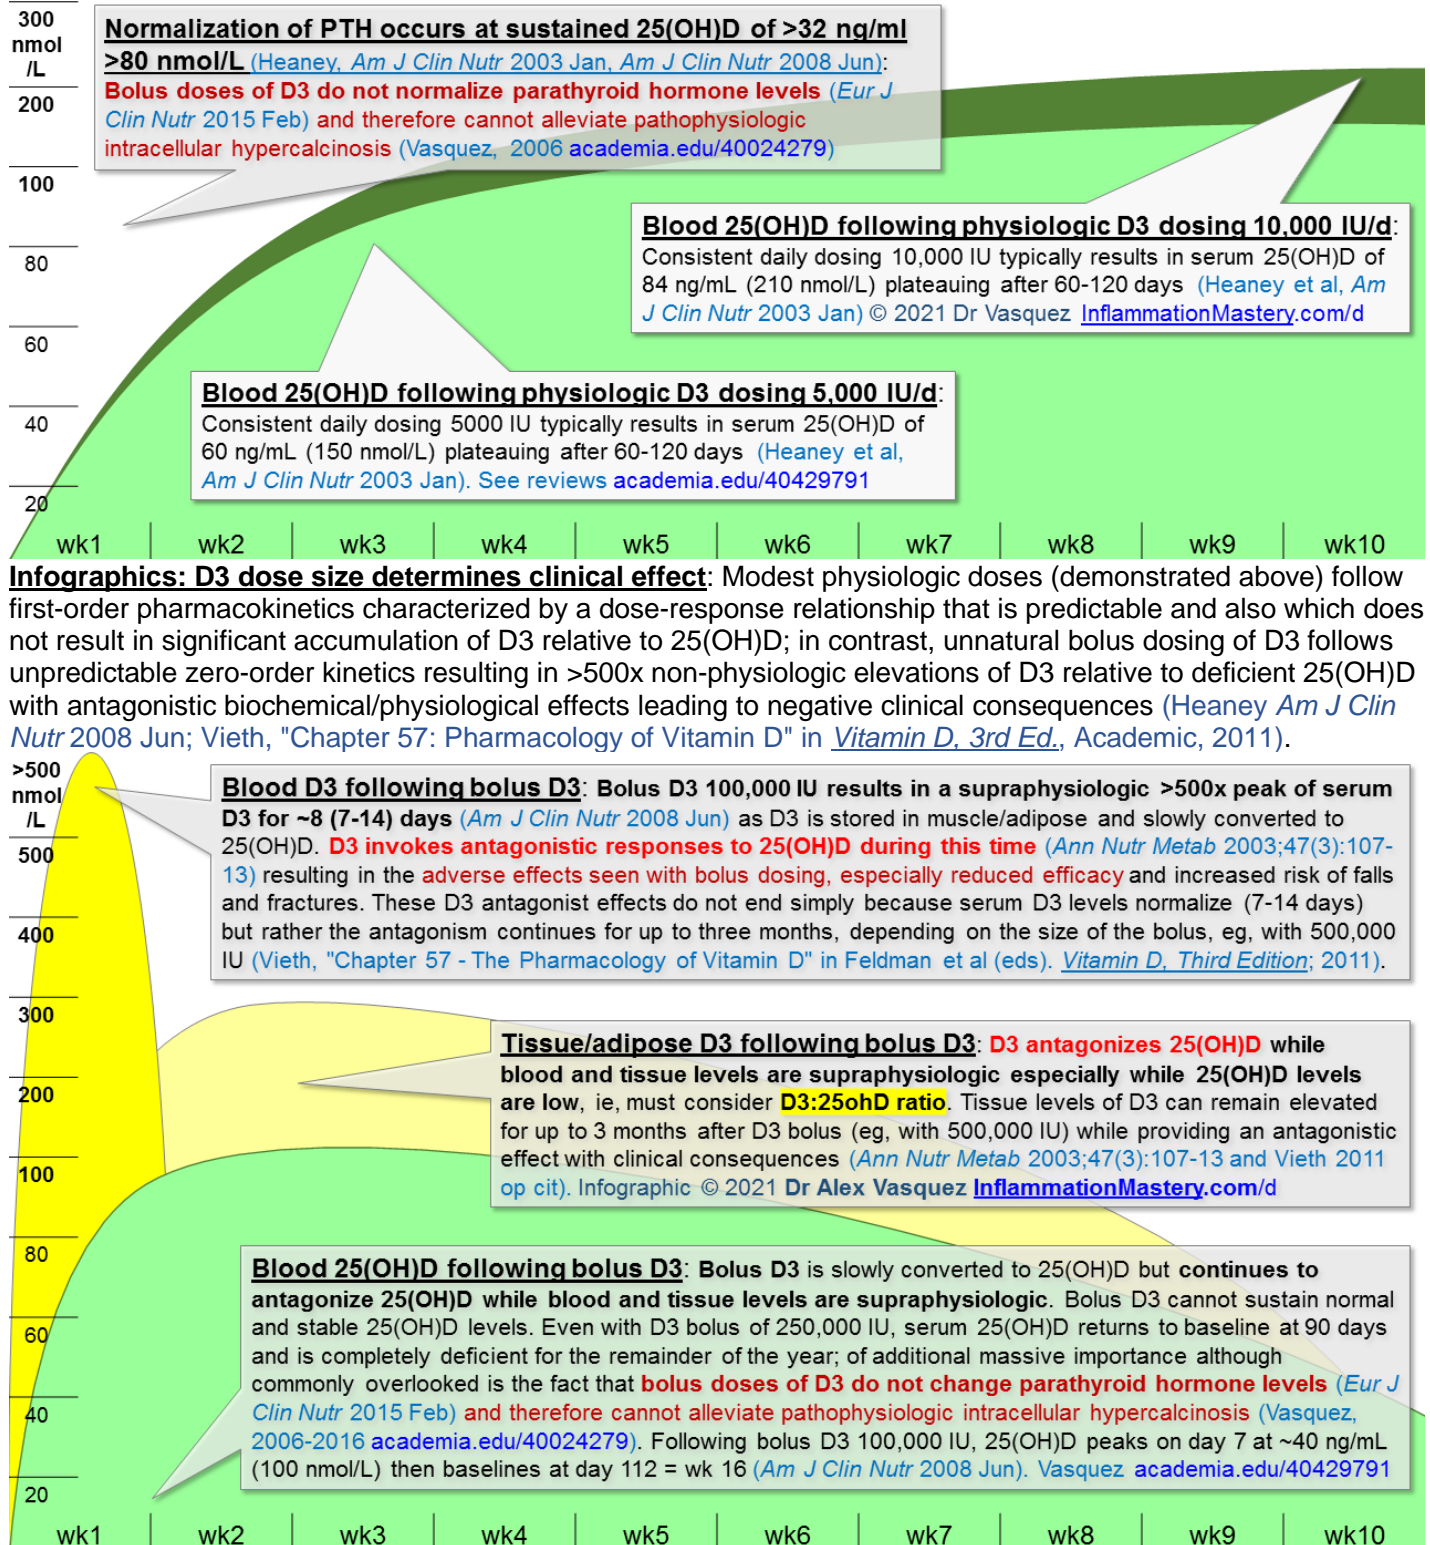 300
nmol
/L
200
100
80
60
40
20
Normalization of PTH occurs at sustained 25(OH)D of >32 ng/ml
>80 nmol/L (Heaney, Am J Clin Nutr 2003 Jan, Am J Clin Nutr 2008 Jun):
Bolus doses of D3 do not normalize parathyroid hormone levels (Eur J
Clin Nutr 2015 Feb) and therefore cannot alleviate pathophysiologic
intracellular hypercalcinosis (Vasquez, 2006 academia.edu/40024279)
Blood 25(OH)D following physiologic D3 dosing 10,000 IU/d:
Consistent daily dosing 10,000 IU typically results in serum 25(OH)D of
84 ng/mL (210 nmol/L) plateauing after 60-120 days (Heaney et al, Am
J Clin Nutr 2003 Jan) © 2021 Dr Vasquez InflammationMastery.com/d
Blood 25(OH)D following physiologic D3 dosing 5,000 IU/d:
Consistent daily dosing 5000 IU typically results in serum 25(OH)D of
60 ng/mL (150 nmol/L) plateauing after 60-120 days (Heaney et al,
Am J Clin Nutr 2003 Jan). See reviews academia.edu/40429791
wk1 wk2 wk3 wk4 wk5 wk6 wk7 wk8 wk9 wk10
Infographics: D3 dose size determines clinical effect: Modest physiologic doses (demonstrated above) follow
first-order pharmacokinetics characterized by a dose-response relationship that is predictable and also which does
not result in significant accumulation of D3 relative to 25(OH)D; in contrast, unnatural bolus dosing of D3 follows
unpredictable zero-order kinetics resulting in >500x non-physiologic elevations of D3 relative to deficient 25(OH)D
with antagonistic biochemical/physiological effects leading to negative clinical consequences (Heaney Am J Clin
Nutr 2008 Jun; Vieth, "Chapter 57: Pharmacology of Vitamin D" in Vitamin D, 3rd Ed., Academic, 2011).
>500
nmol
/L
500
400
300
200
100
80
60
40
20
Blood D3 following bolus D3: Bolus D3 100,000 IU results in a supraphysiologic >500x peak of serum
D3 for ~8 (7-14) days (Am J Clin Nutr 2008 Jun) as D3 is stored in muscle/adipose and slowly converted to
25(OH)D. D3 invokes antagonistic responses to 25(OH)D during this time (Ann Nutr Metab 2003;47(3):107-
13) resulting in the adverse effects seen with bolus dosing, especially reduced efficacy and increased risk of falls
and fractures. These D3 antagonist effects do not end simply because serum D3 levels normalize (7-14 days)
but rather the antagonism continues for up to three months, depending on the size of the bolus, eg, with 500,000
IU (Vieth, "Chapter 57 - The Pharmacology of Vitamin D" in Feldman et al (eds). Vitamin D, Third Edition; 2011).
Tissue/adipose D3 following bolus D3: D3 antagonizes 25(OH)D while
blood and tissue levels are supraphysiologic especially while 25(OH)D levels
are low, ie, must consider D3:25ohD ratio. Tissue levels of D3 can remain elevated
for up to 3 months after D3 bolus (eg, with 500,000 IU) while providing an antagonistic
effect with clinical consequences (Ann Nutr Metab 2003;47(3):107-13 and Vieth 2011
op cit). Infographic © 2021 Dr Alex Vasquez InflammationMastery.com/d
Blood 25(OH)D following bolus D3: Bolus D3 is slowly converted to 25(OH)D but continues to
antagonize 25(OH)D while blood and tissue levels are supraphysiologic. Bolus D3 cannot sustain normal
and stable 25(OH)D levels. Even with D3 bolus of 250,000 IU, serum 25(OH)D returns to baseline at 90 days
and is completely deficient for the remainder of the year; of additional massive importance although
commonly overlooked is the fact that bolus doses of D3 do not change parathyroid hormone levels (Eur J
Clin Nutr 2015 Feb) and therefore cannot alleviate pathophysiologic intracellular hypercalcinosis (Vasquez,
2006-2016 academia.edu/40024279). Following bolus D3 100,000 IU, 25(OH)D peaks on day 7 at ~40 ng/mL
(100 nmol/L) then baselines at day 112 = wk 16 (Am J Clin Nutr 2008 Jun). Vasquez academia.edu/40429791
wk1 wk2 wk3 wk4 wk5 wk6 wk7 wk8 wk9 wk10